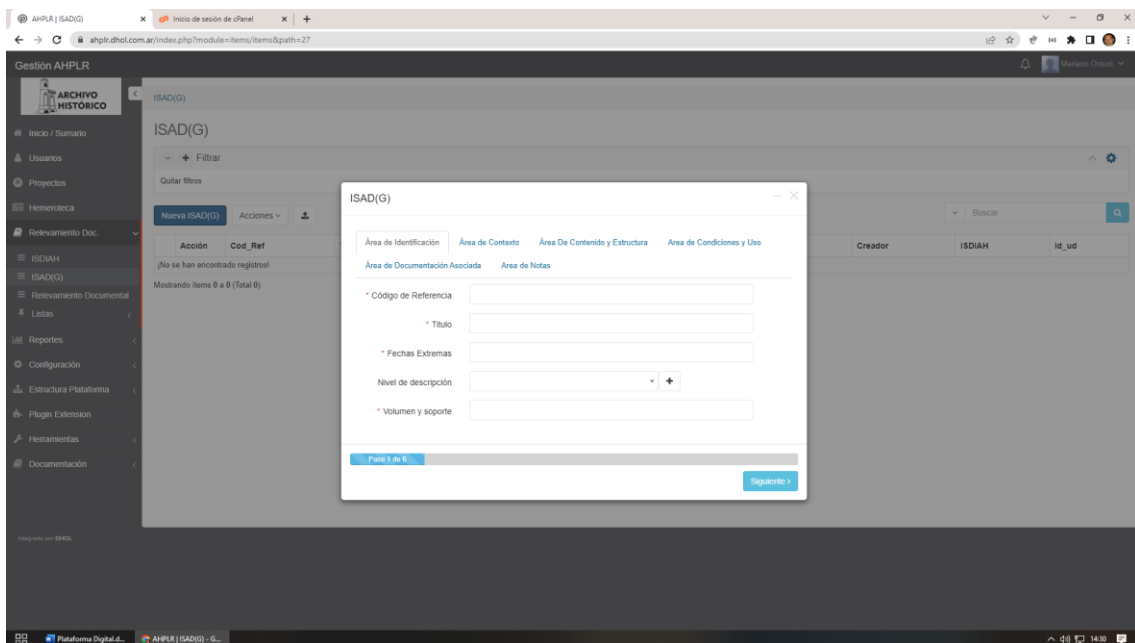 AHPLR | ISAD(G)
Inicio de sesión de cPanel
ahplr.dhol.com.ar/index.php?module=items/items&path=27
Gestión AHPLR
Mariano Ostuni
ARCHIVO
HISTÓRICO
ISAD(G)
Inicio / Sumario
ISAD(G)
Usuarios
Filtrar
Proyectos
Quitar filtros
Hemeroteca
Nueva ISAD(G)
Acciones
Buscar
Relevamiento Doc.
Acción
Cod_Ref
Creador
ISDIAH
Id_ud
ISDIAH
¡No se han encontrado registros!
ISAD(G)
Mostrando items 0 a 0 (Total 0)
Relevamiento Documental
Listas
Reportes
Configuración
Estructura Plataforma
Plugin Extension
Herramientas
Documentación
Integrado por DHOL
ISAD(G)
Área de Identificación
Área de Contexto
Área De Contenido y Estructura
Area de Condiciones y Uso
Área de Documentación Asociada
Area de Notas
* Código de Referencia
* Titulo
* Fechas Extremas
Nivel de descripción
* Volumen y soporte
Paso 1 de 6
Siguiente >
Plataforma Digital.d...
AHPLR | ISAD(G) - G...
14:30